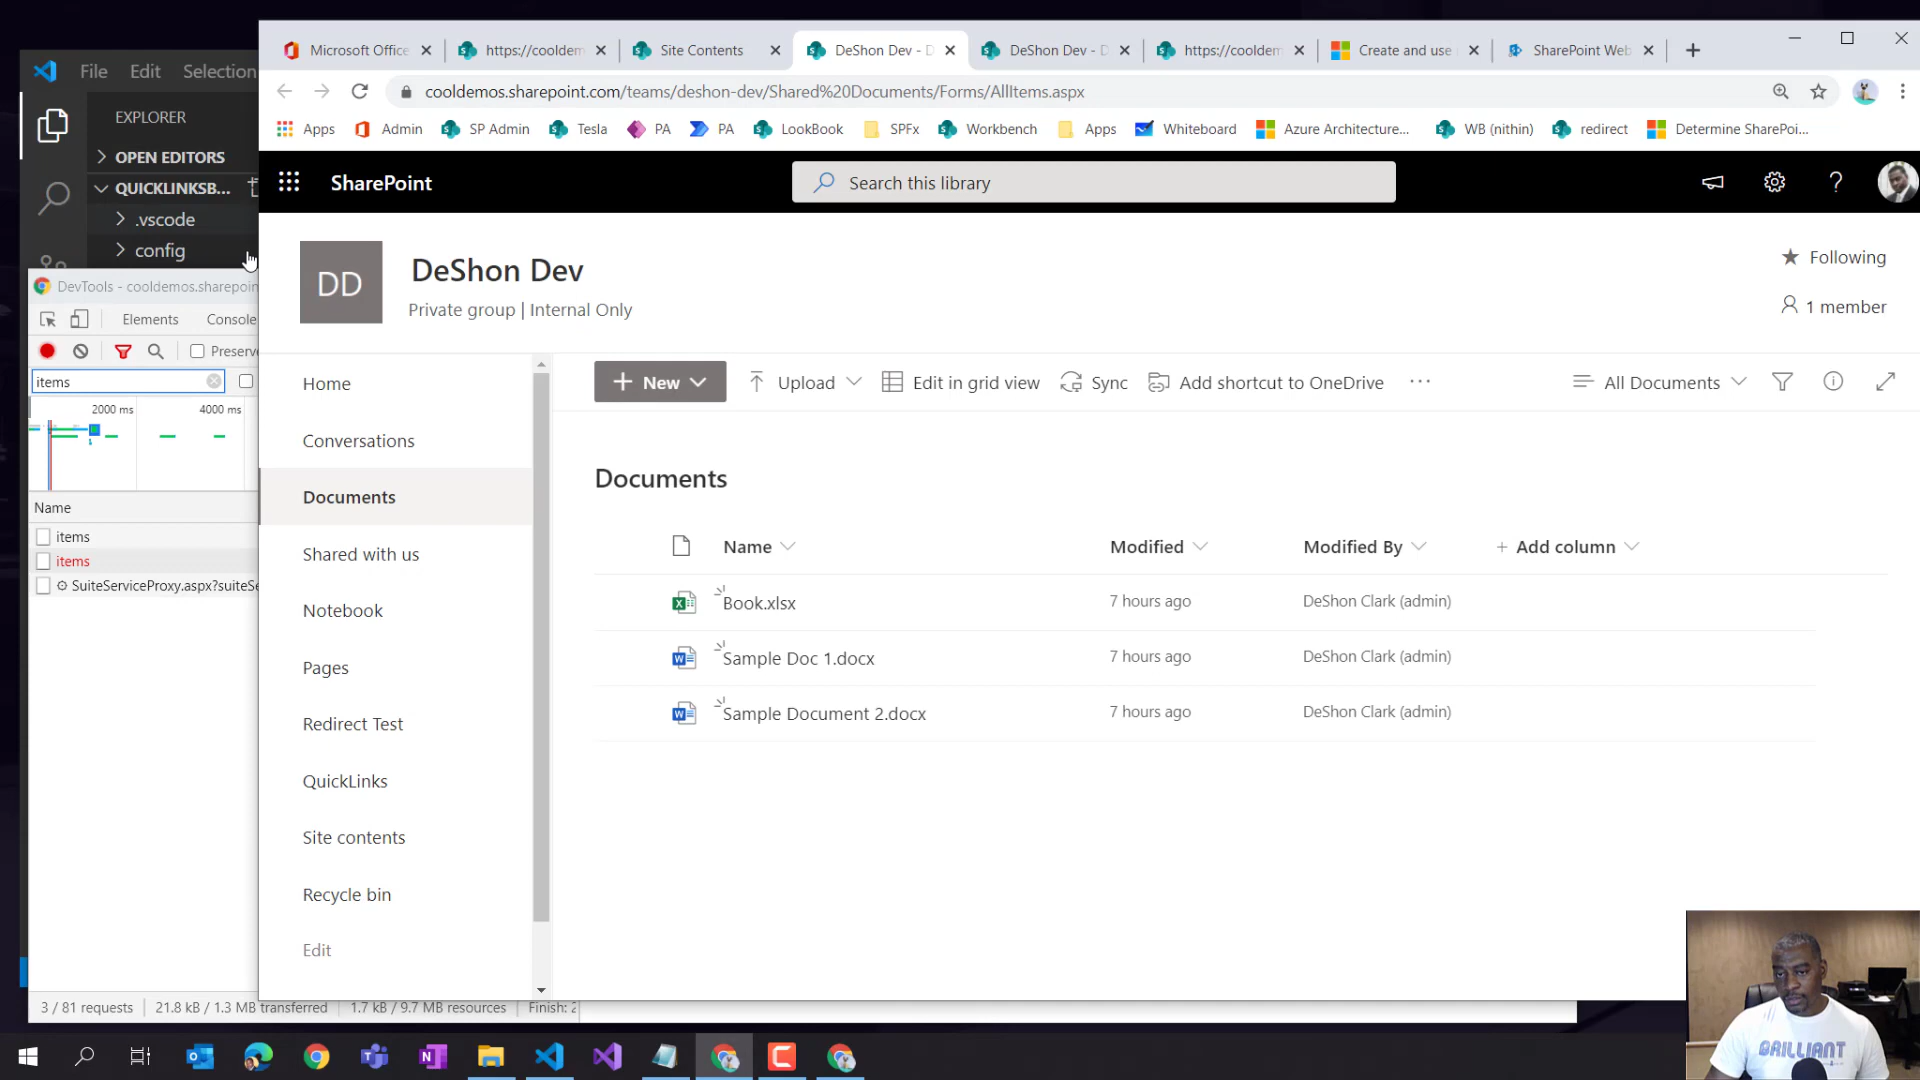 Microsoft Office
https://cooldem
Site Contents
DeShon Dev - D
DeShon Dev - D
https://cooldem
Create and use
SharePoint Web
File Edit Selection
cooldemos.sharepoint.com/teams/deshon-dev/Shared%20Documents/Forms/AllItems.aspx
Apps Admin SP Admin Tesla PA PA LookBook SPFx Workbench Apps Whiteboard Azure Architecture... WB (nithin) redirect Determine SharePoi...
EXPLORER
OPEN EDITORS
QUICKLINKSB...
.vscode
config
SharePoint
Search this library
DD
DeShon Dev
Private group | Internal Only
Following
1 member
DevTools - cooldemos.sharepoin
Elements Console
Preserve
items
2000 ms 4000 ms
Name
items
items
SuiteServiceProxy.aspx?suiteSe
3 / 81 requests 21.8 kB / 1.3 MB transferred 1.7 kB / 9.7 MB resources Finish: 2
Home
Conversations
Documents
Shared with us
Notebook
Pages
Redirect Test
QuickLinks
Site contents
Recycle bin
Edit
+ New Upload Edit in grid view Sync Add shortcut to OneDrive ··· All Documents
Documents
Name Modified Modified By + Add column
Book.xlsx 7 hours ago DeShon Clark (admin)
Sample Doc 1.docx 7 hours ago DeShon Clark (admin)
Sample Document 2.docx 7 hours ago DeShon Clark (admin)
BRILLIANT